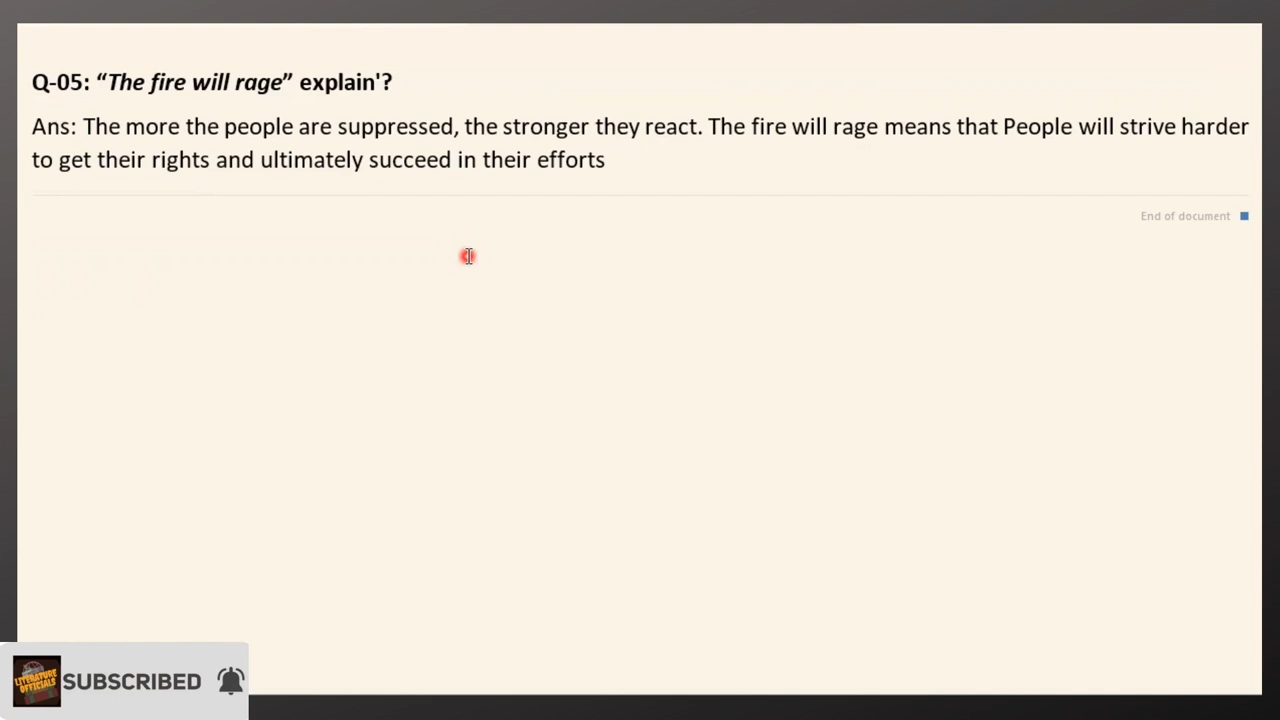 Q-05: “The fire will rage” explain'?
Ans: The more the people are suppressed, the stronger they react. The fire will rage means that People will strive harder
to get their rights and ultimately succeed in their efforts
End of document
LITERATURE
OFFICIALS
SUBSCRIBED